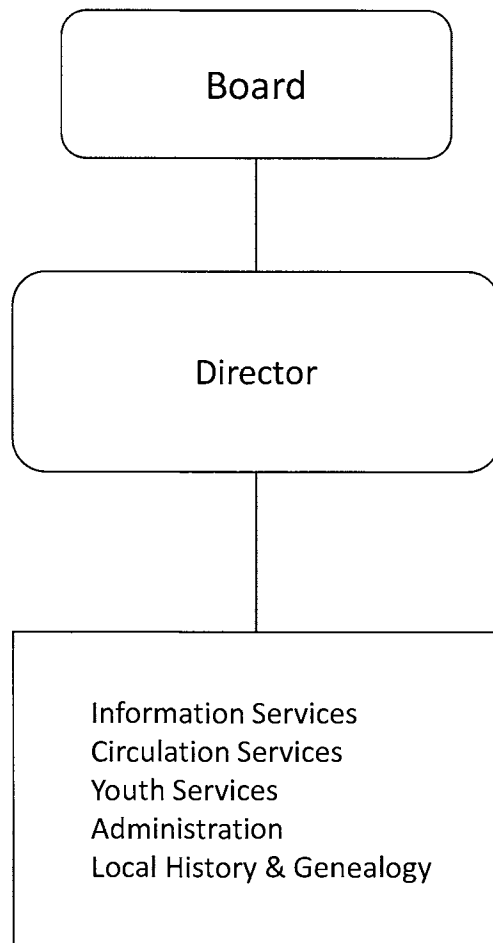 Board
Director
Information Services
Circulation Services
Youth Services
Administration
Local History & Genealogy